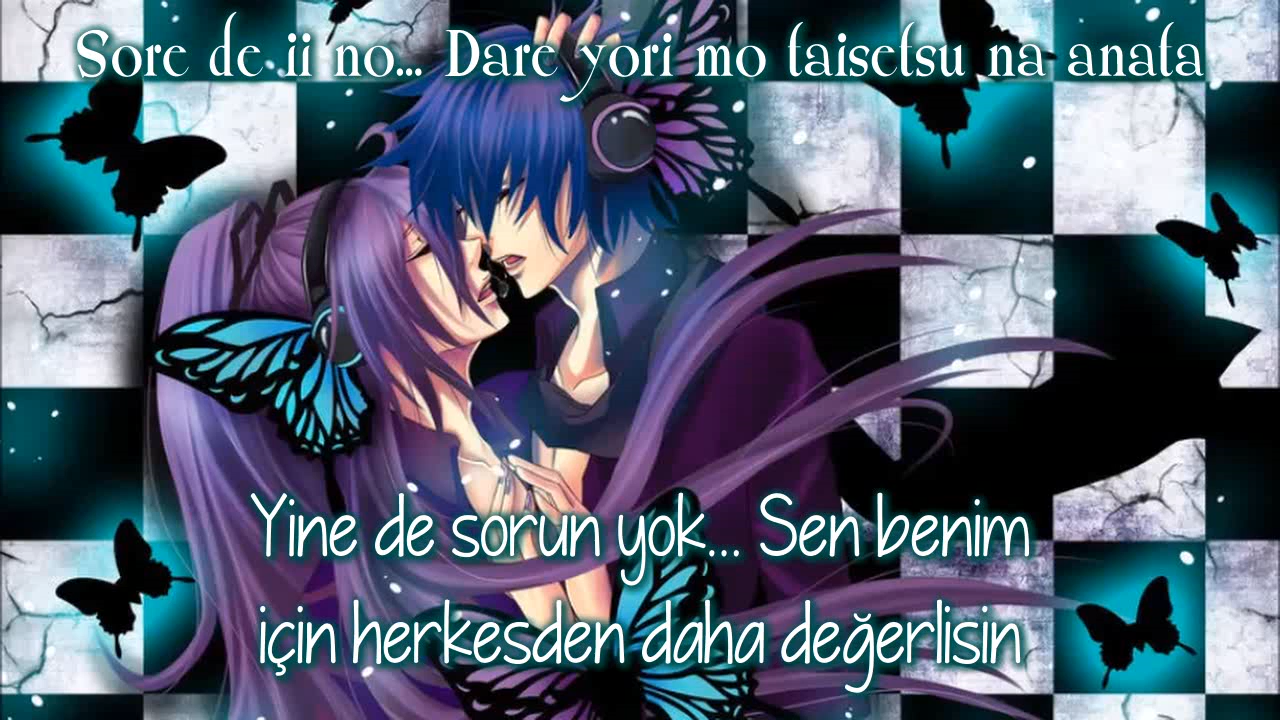 Sore de ii no... Dare yori mo taisetsu na anata
Yine de sorun yok... Sen benim
için herkesden daha değerlisin